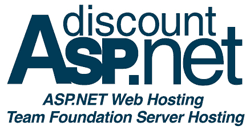 discount
ASP.net
ASP.NET Web Hosting
Team Foundation Server Hosting